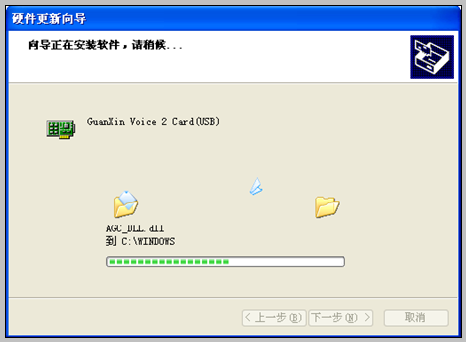 硬件更新向导
向导正在安装软件，请稍候...
GuanXin Voice 2 Card(USB)
AGC_DLL.dll
到 C:\WINDOWS
< 上一步(B)
下一步(N) >
取消